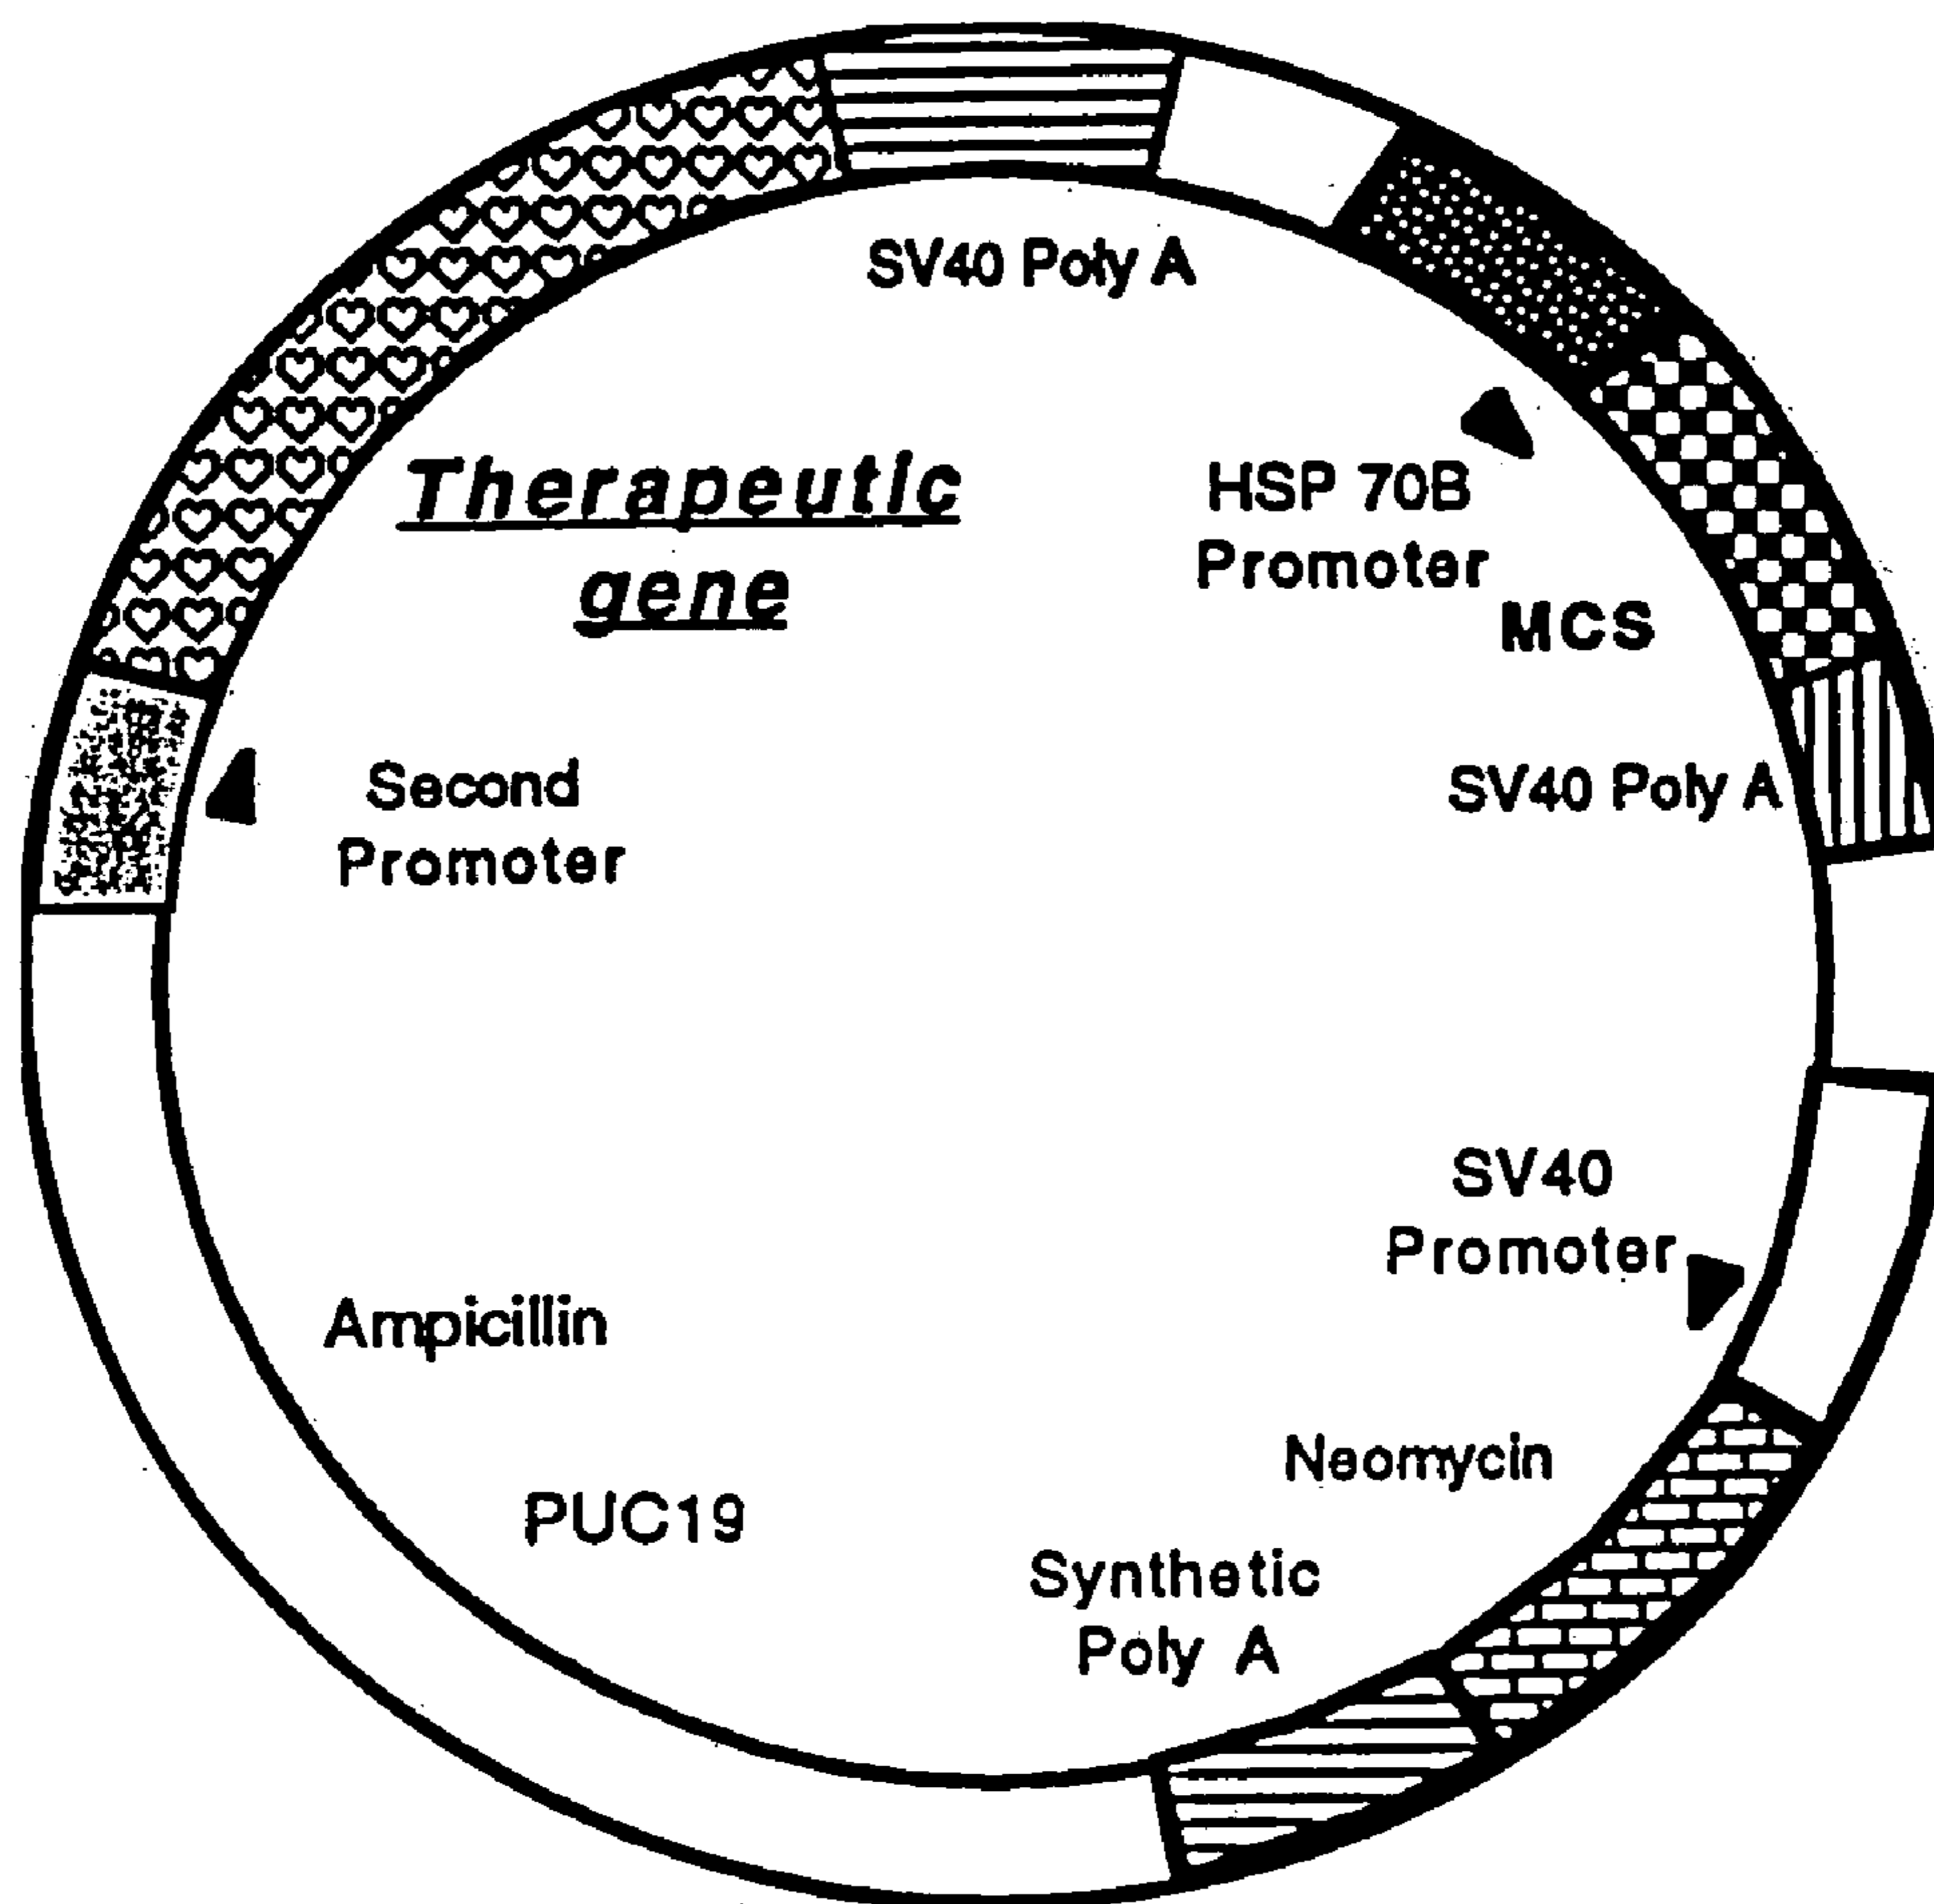 SV40 Poly A
Therapeutic
gene
HSP 70B
Promoter
MCS
Second
Promoter
SV40 Poly A
SV40
Promoter
Ampicillin
Neomycin
PUC19
Synthetic
Poly A